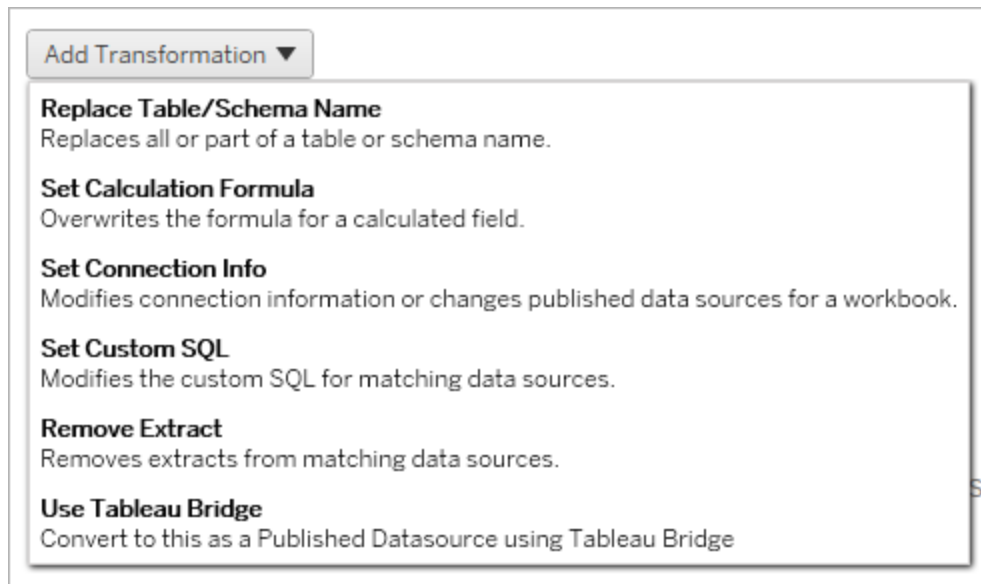 Add Transformation ▼
Replace Table/Schema Name
Replaces all or part of a table or schema name.
Set Calculation Formula
Overwrites the formula for a calculated field.
Set Connection Info
Modifies connection information or changes published data sources for a workbook.
Set Custom SQL
Modifies the custom SQL for matching data sources.
Remove Extract
Removes extracts from matching data sources.
Use Tableau Bridge
Convert to this as a Published Datasource using Tableau Bridge